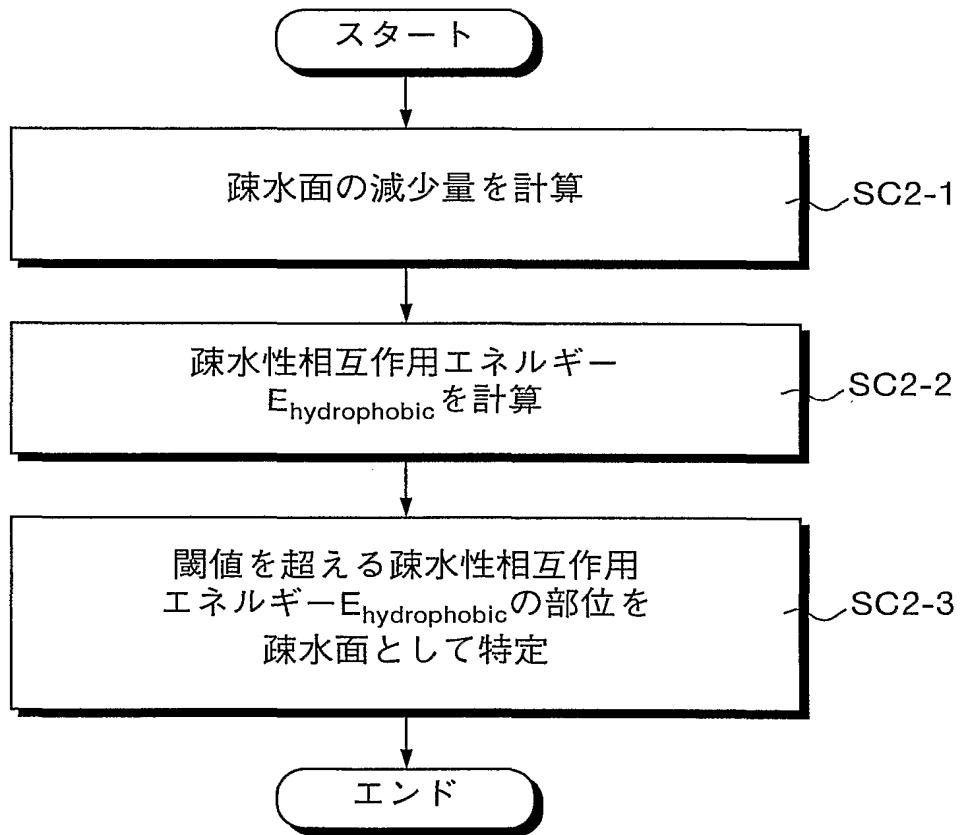 スタート
疎水面の減少量を計算
SC2-1
疎水性相互作用エネルギー
E_hydrophobicを計算
SC2-2
閾値を超える疎水性相互作用
エネルギーE_hydrophobicの部位を
疎水面として特定
SC2-3
エンド